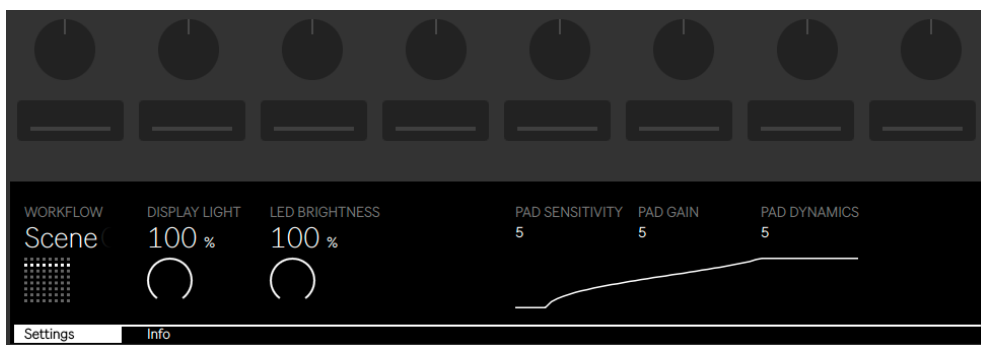 WORKFLOW DISPLAY LIGHT LED BRIGHTNESS PAD SENSITIVITY PAD GAIN PAD DYNAMICS
Scene 100 % 100 % 5 5 5
Settings Info